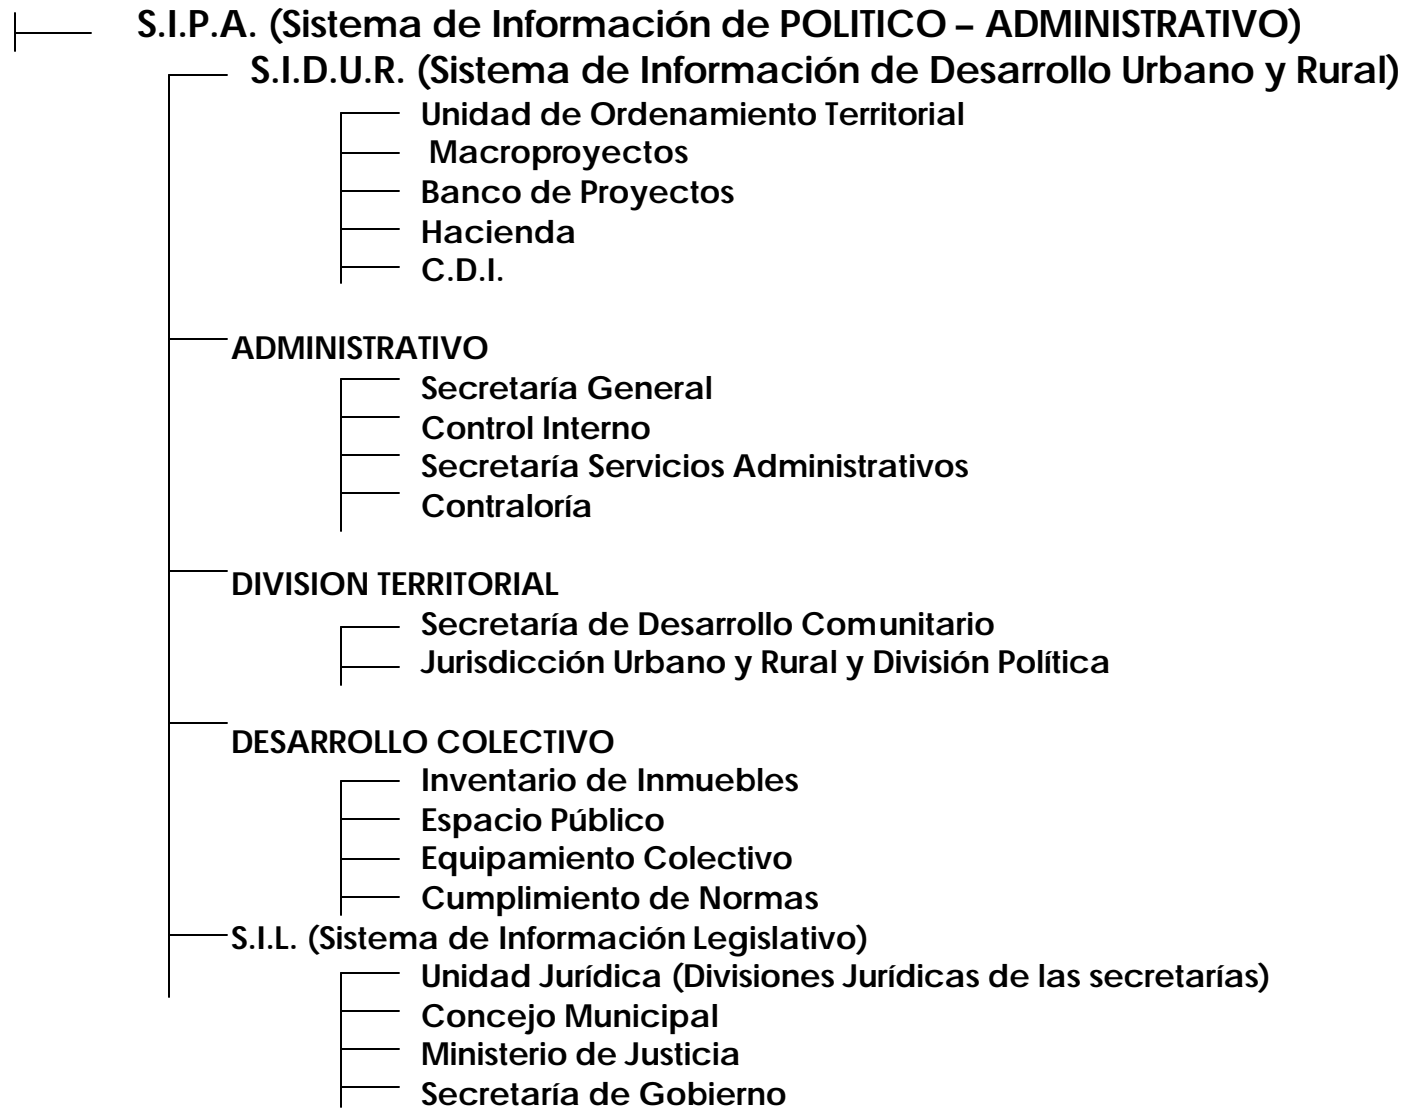 S.I.P.A. (Sistema de Información de POLITICO – ADMINISTRATIVO)
S.I.D.U.R. (Sistema de Información de Desarrollo Urbano y Rural)
Unidad de Ordenamiento Territorial
Macroproyectos
Banco de Proyectos
Hacienda
C.D.I.
ADMINISTRATIVO
Secretaría General
Control Interno
Secretaría Servicios Administrativos
Contraloría
DIVISION TERRITORIAL
Secretaría de Desarrollo Comunitario
Jurisdicción Urbano y Rural y División Política
DESARROLLO COLECTIVO
Inventario de Inmuebles
Espacio Público
Equipamiento Colectivo
Cumplimiento de Normas
S.I.L. (Sistema de Información Legislativo)
Unidad Jurídica (Divisiones Jurídicas de las secretarías)
Concejo Municipal
Ministerio de Justicia
Secretaría de Gobierno